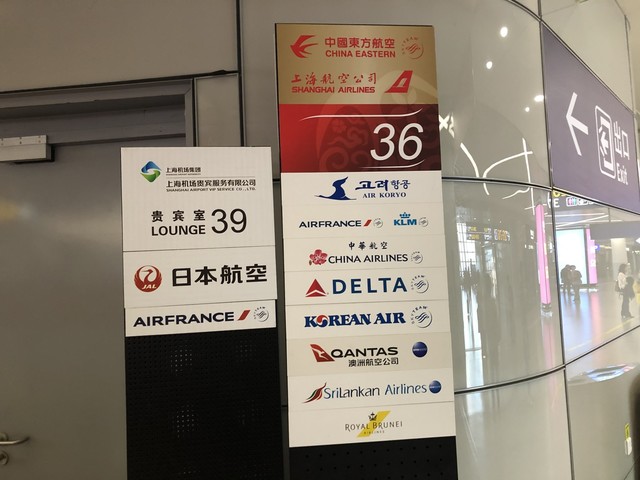 上海机场集团
上海机场贵宾服务有限公司
SHANGHAI AIRPORT VIP SERVICE CO.,LTD.
贵宾室
LOUNGE 39
JAL 日本航空
AIRFRANCE
中國東方航空
CHINA EASTERN
上海航空公司
SHANGHAI AIRLINES
36
고려항공
AIR KORYO
AIRFRANCE KLM
中華航空
CHINA AIRLINES
DELTA
KOREAN AIR
QANTAS
澳洲航空公司
SriLankan Airlines
ROYAL BRUNEI
AIRLINES
出口
Exit